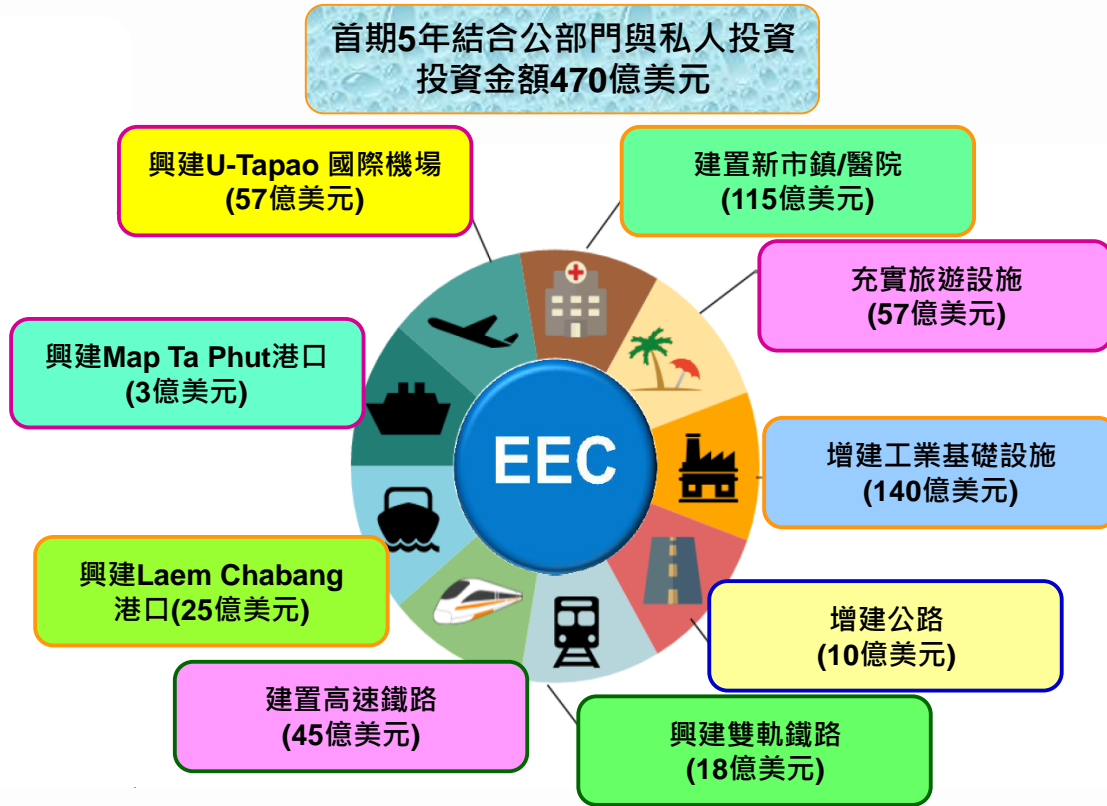 首期5年結合公部門與私人投資
投資金額470億美元
興建U-Tapao 國際機場
(57億美元)
建置新市鎮/醫院
(115億美元)
充實旅遊設施
(57億美元)
興建Map Ta Phut港口
(3億美元)
EEC
增建工業基礎設施
(140億美元)
興建Laem Chabang
港口(25億美元)
增建公路
(10億美元)
建置高速鐵路
(45億美元)
興建雙軌鐵路
(18億美元)